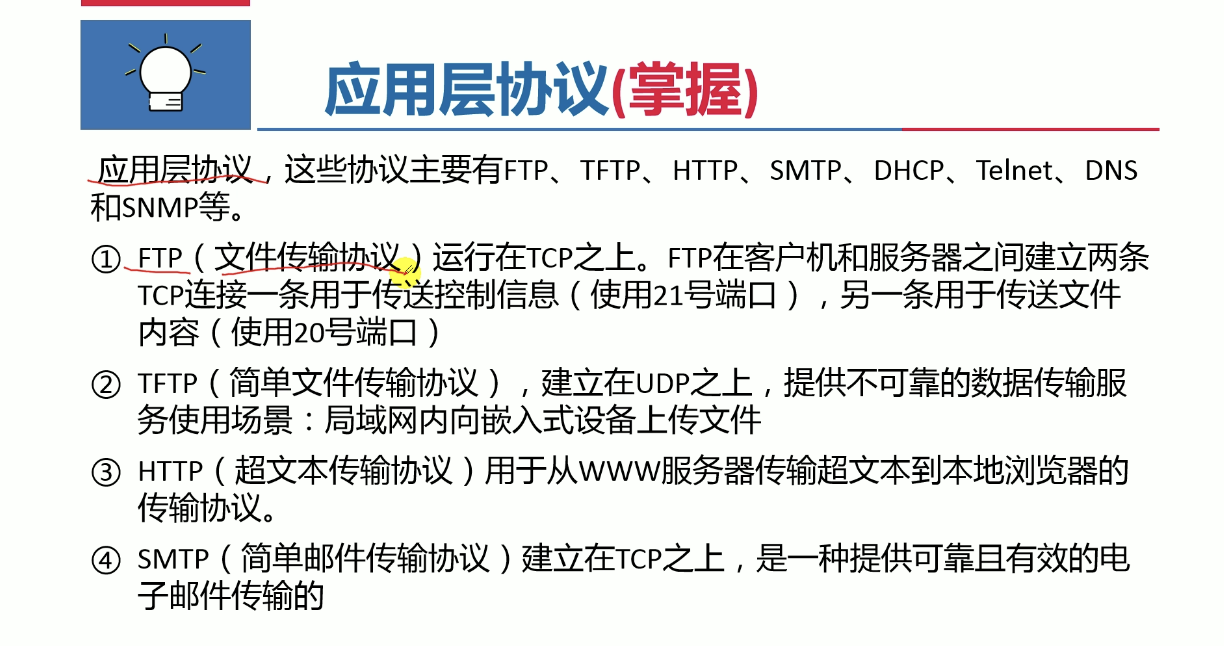 应用层协议(掌握)
应用层协议，这些协议主要有FTP、TFTP、HTTP、SMTP、DHCP、Telnet、DNS
和SNMP等。
① FTP（文件传输协议）运行在TCP之上。FTP在客户机和服务器之间建立两条
TCP连接一条用于传送控制信息（使用21号端口），另一条用于传送文件
内容（使用20号端口）
② TFTP（简单文件传输协议），建立在UDP之上，提供不可靠的数据传输服
务使用场景：局域网内向嵌入式设备上传文件
③ HTTP（超文本传输协议）用于从WWW服务器传输超文本到本地浏览器的
传输协议。
④ SMTP（简单邮件传输协议）建立在TCP之上，是一种提供可靠且有效的电
子邮件传输的